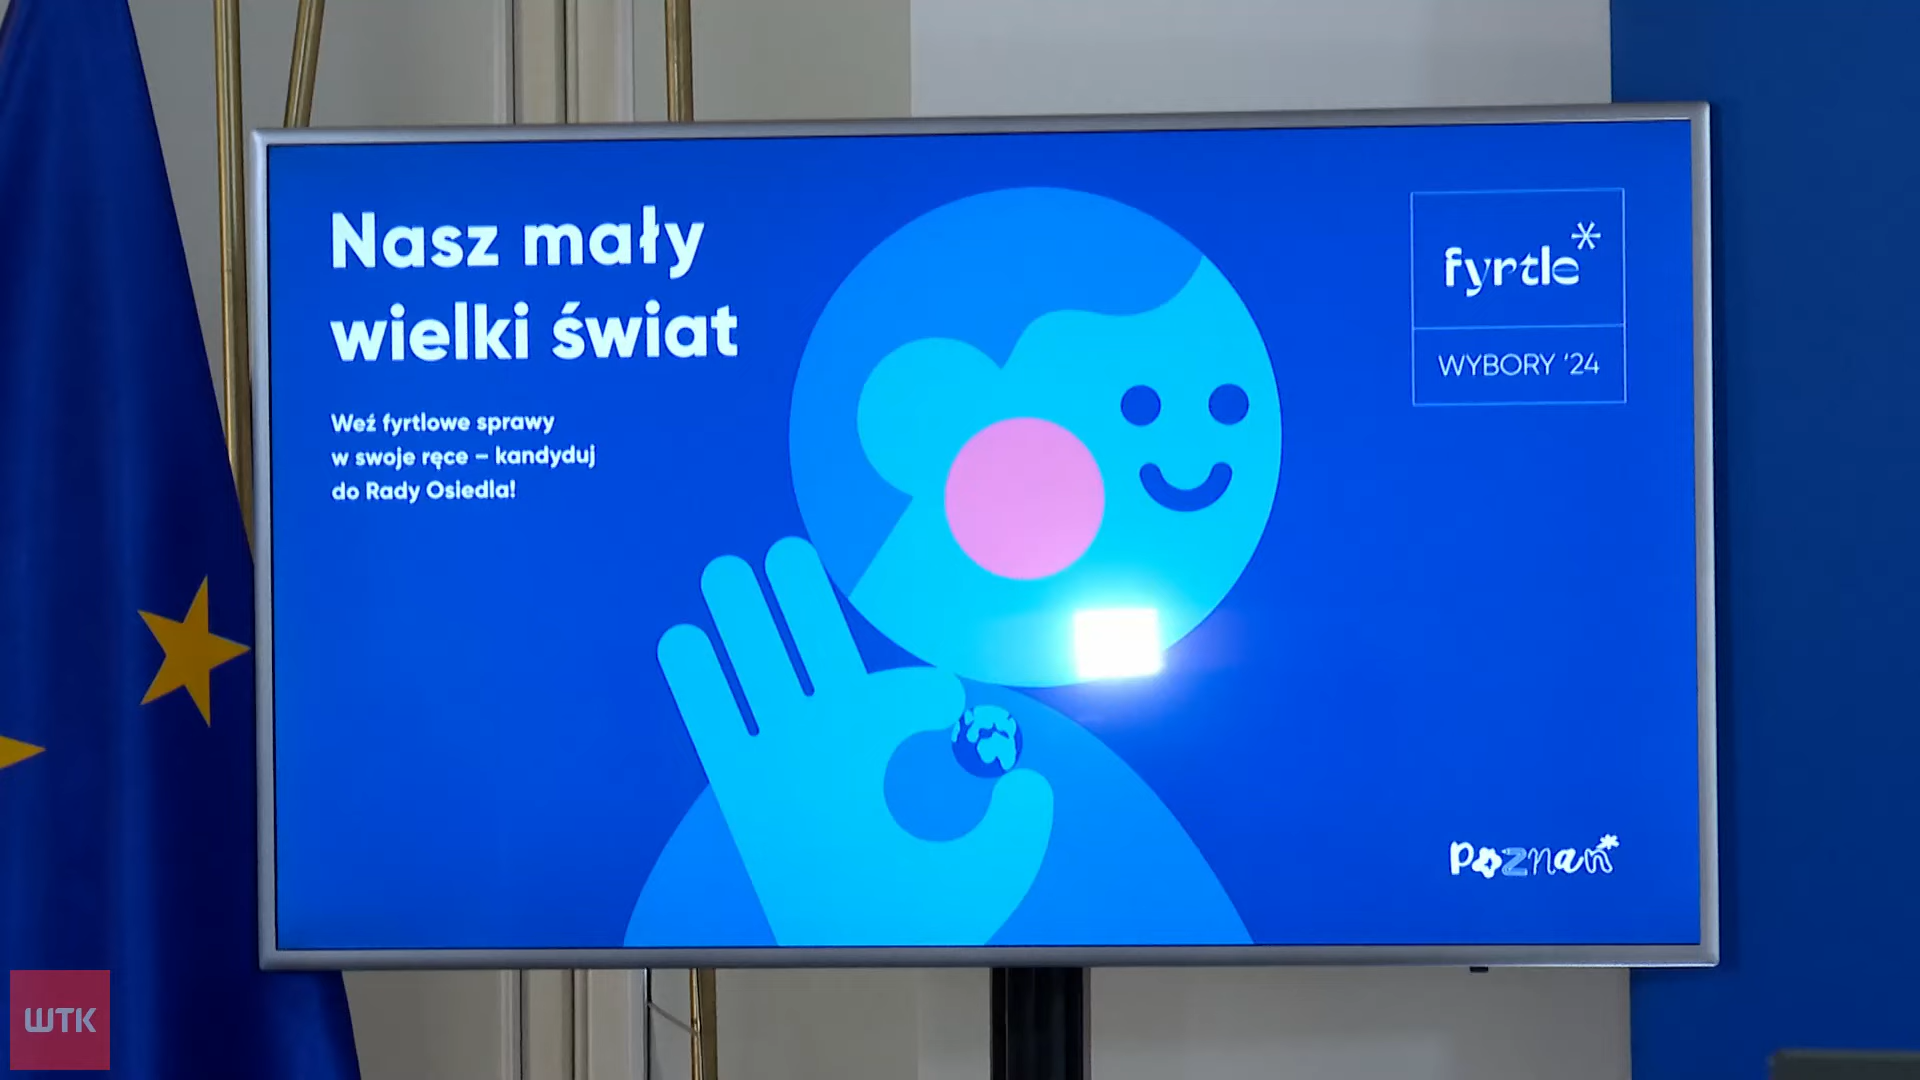 Nasz mały
wielki świat
Weź fyrtlowe sprawy
w swoje ręce – kandyduj
do Rady Osiedla!
fyrtle*
WYBORY ‘24
POZnań*
WTK